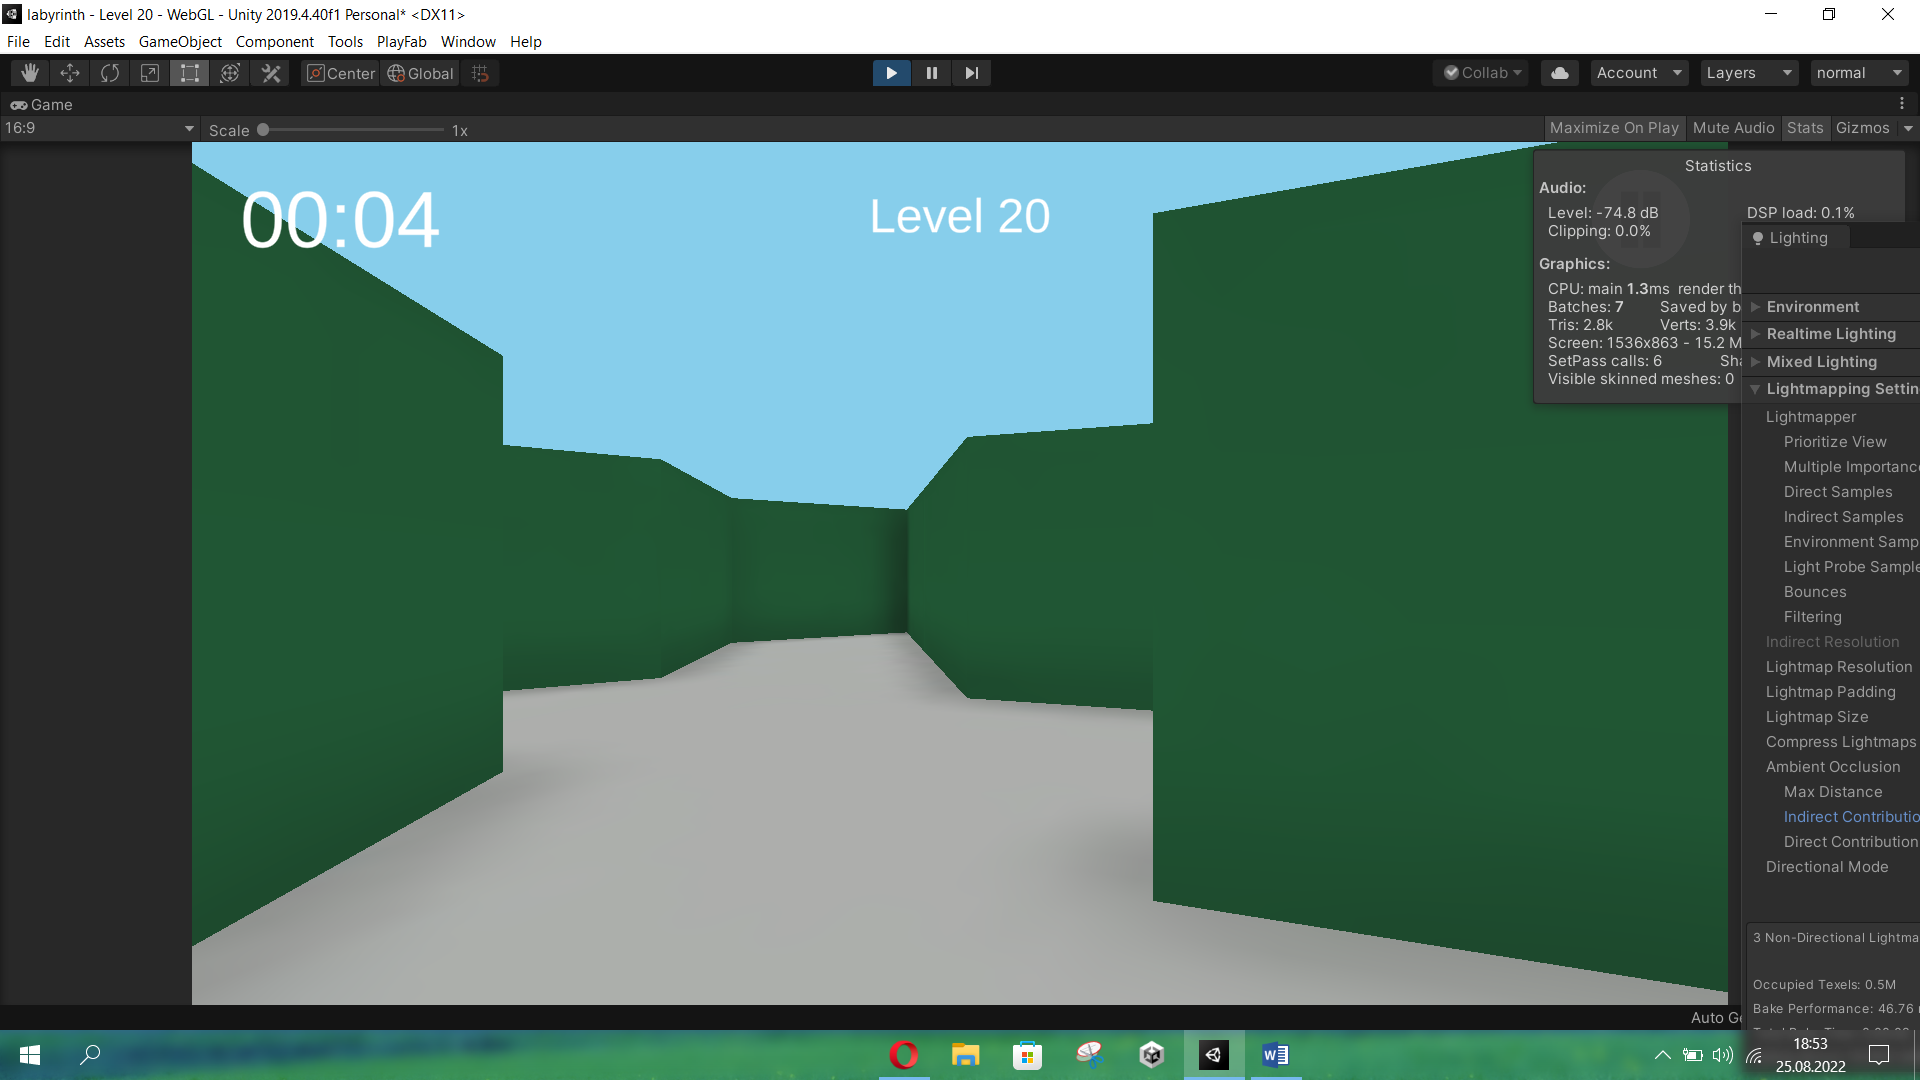 labyrinth - Level 20 - WebGL - Unity 2019.4.40f1 Personal* <DX11>
File Edit Assets GameObject Component Tools PlayFab Window Help
Center Global Collab Account Layers normal
Game
16:9 Scale 1x Maximize On Play Mute Audio Stats Gizmos
00:04
Level 20
Statistics
Audio:
Level: -74.8 dB DSP load: 0.1%
Clipping: 0.0%
Graphics:
CPU: main 1.3ms render th
Batches: 7 Saved by b
Tris: 2.8k Verts: 3.9k
Screen: 1536x863 - 15.2 M
SetPass calls: 6 Sha
Visible skinned meshes: 0
Lighting
Environment
Realtime Lighting
Mixed Lighting
Lightmapping Settin
Lightmapper
Prioritize View
Multiple Importance
Direct Samples
Indirect Samples
Environment Samp
Light Probe Sample
Bounces
Filtering
Indirect Resolution
Lightmap Resolution
Lightmap Padding
Lightmap Size
Compress Lightmaps
Ambient Occlusion
Max Distance
Indirect Contributio
Direct Contribution
Directional Mode
3 Non-Directional Lightma
Occupied Texels: 0.5M
Bake Performance: 46.76
Auto Ge
18:53
25.08.2022